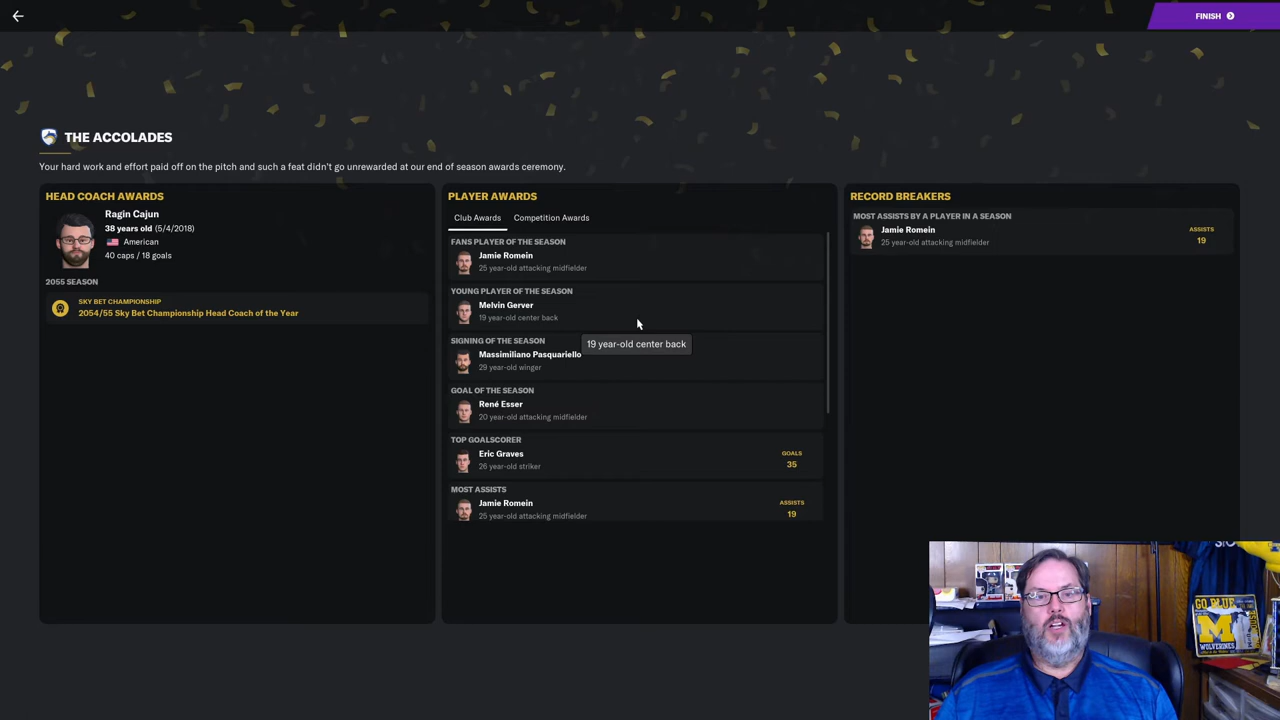 FINISH
THE ACCOLADES
Your hard work and effort paid off on the pitch and such a feat didn't go unrewarded at our end of season awards ceremony.
HEAD COACH AWARDS
Ragin Cajun
38 years old (5/4/2018)
American
40 caps / 18 goals
2055 SEASON
SKY BET CHAMPIONSHIP
2054/55 Sky Bet Championship Head Coach of the Year
PLAYER AWARDS
Club Awards Competition Awards
FANS PLAYER OF THE SEASON
Jamie Romein
25 year-old attacking midfielder
YOUNG PLAYER OF THE SEASON
Melvin Gerver
19 year-old center back
19 year-old center back
SIGNING OF THE SEASON
Massimiliano Pasquariello
29 year-old winger
GOAL OF THE SEASON
René Esser
20 year-old attacking midfielder
TOP GOALSCORER
Eric Graves
26 year-old striker
GOALS
35
MOST ASSISTS
Jamie Romein
25 year-old attacking midfielder
ASSISTS
19
RECORD BREAKERS
MOST ASSISTS BY A PLAYER IN A SEASON
Jamie Romein
25 year-old attacking midfielder
ASSISTS
19
GO BLUE
M
WOLVERINES